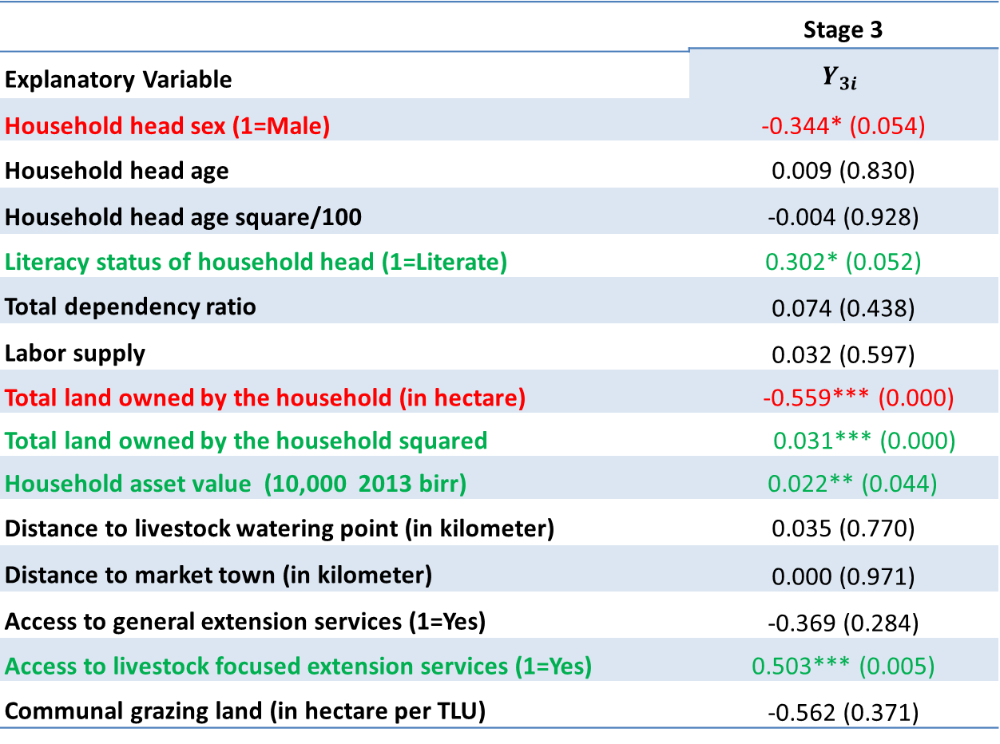 Stage 3
Explanatory Variable Y3i
Household head sex (1=Male) -0.344* (0.054)
Household head age 0.009 (0.830)
Household head age square/100 -0.004 (0.928)
Literacy status of household head (1=Literate) 0.302* (0.052)
Total dependency ratio 0.074 (0.438)
Labor supply 0.032 (0.597)
Total land owned by the household (in hectare) -0.559*** (0.000)
Total land owned by the household squared 0.031*** (0.000)
Household asset value (10,000 2013 birr) 0.022** (0.044)
Distance to livestock watering point (in kilometer) 0.035 (0.770)
Distance to market town (in kilometer) 0.000 (0.971)
Access to general extension services (1=Yes) -0.369 (0.284)
Access to livestock focused extension services (1=Yes) 0.503*** (0.005)
Communal grazing land (in hectare per TLU) -0.562 (0.371)